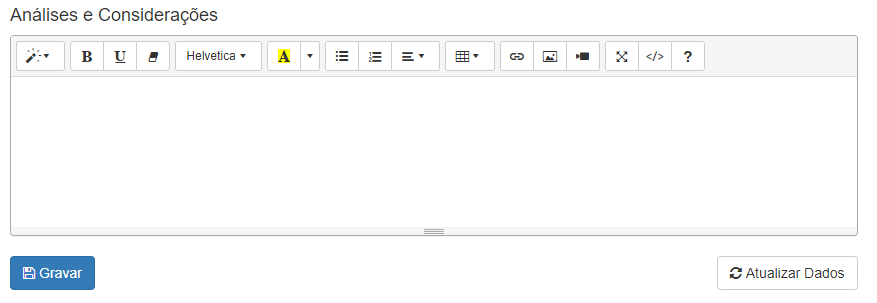 Análises e Considerações
B U Helvetica A </> ?
Gravar Atualizar Dados